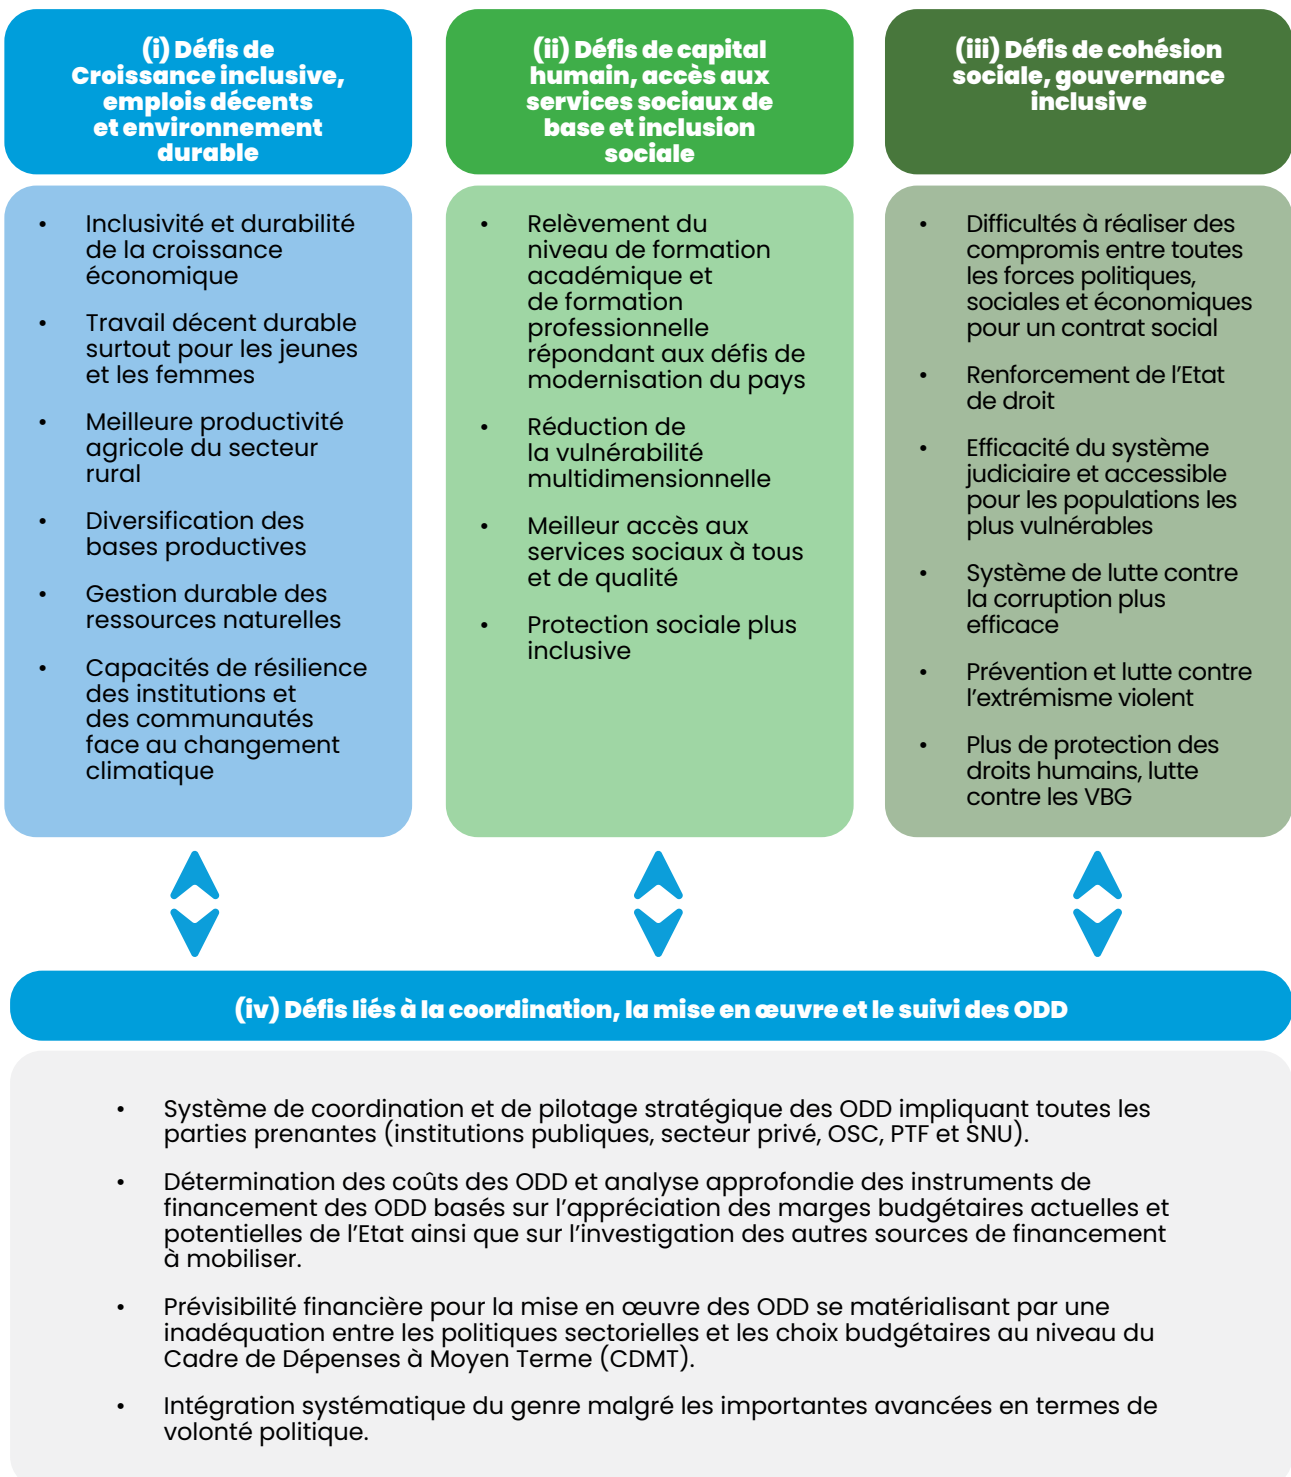 (i) Défis de
Croissance inclusive,
emplois décents
et environnement
durable
• Inclusivité et durabilité
de la croissance
économique
• Travail décent durable
surtout pour les jeunes
et les femmes
• Meilleure productivité
agricole du secteur
rural
• Diversification des
bases productives
• Gestion durable des
ressources naturelles
• Capacités de résilience
des institutions et
des communautés
face au changement
climatique
(ii) Défis de capital
humain, accès aux
services sociaux de
base et inclusion
sociale
• Relèvement du
niveau de formation
académique et
de formation
professionnelle
répondant aux défis de
modernisation du pays
• Réduction de
la vulnérabilité
multidimensionnelle
• Meilleur accès aux
services sociaux à tous
et de qualité
• Protection sociale plus
inclusive
(iii) Défis de cohésion
sociale, gouvernance
inclusive
• Difficultés à réaliser des
compromis entre toutes
les forces politiques,
sociales et économiques
pour un contrat social
• Renforcement de l’Etat
de droit
• Efficacité du système
judiciaire et accessible
pour les populations les
plus vulnérables
• Système de lutte contre
la corruption plus
efficace
• Prévention et lutte contre
l’extrémisme violent
• Plus de protection des
droits humains, lutte
contre les VBG
(iv) Défis liés à la coordination, la mise en œuvre et le suivi des ODD
• Système de coordination et de pilotage stratégique des ODD impliquant toutes les
parties prenantes (institutions publiques, secteur privé, OSC, PTF et SNU).
• Détermination des coûts des ODD et analyse approfondie des instruments de
financement des ODD basés sur l’appréciation des marges budgétaires actuelles et
potentielles de l’Etat ainsi que sur l’investigation des autres sources de financement
à mobiliser.
• Prévisibilité financière pour la mise en œuvre des ODD se matérialisant par une
inadéquation entre les politiques sectorielles et les choix budgétaires au niveau du
Cadre de Dépenses à Moyen Terme (CDMT).
• Intégration systématique du genre malgré les importantes avancées en termes de
volonté politique.